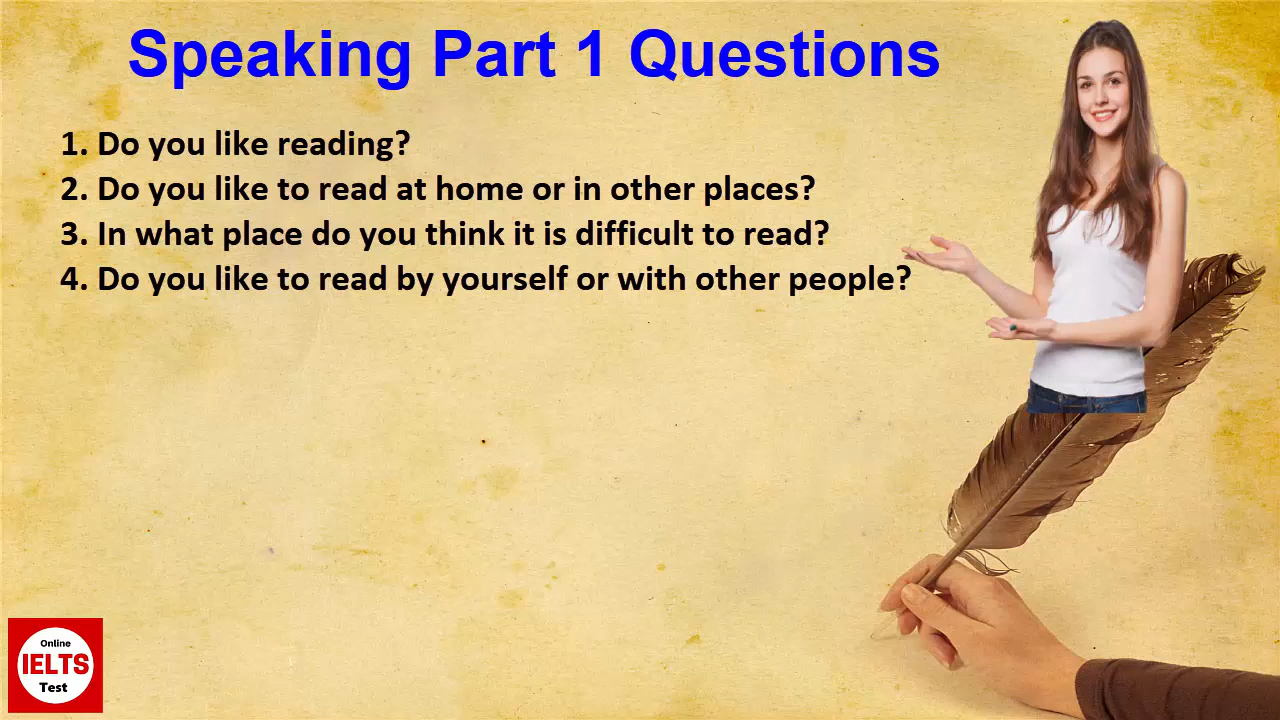 Speaking Part 1 Questions
1. Do you like reading?
2. Do you like to read at home or in other places?
3. In what place do you think it is difficult to read?
4. Do you like to read by yourself or with other people?
Online
IELTS
Test